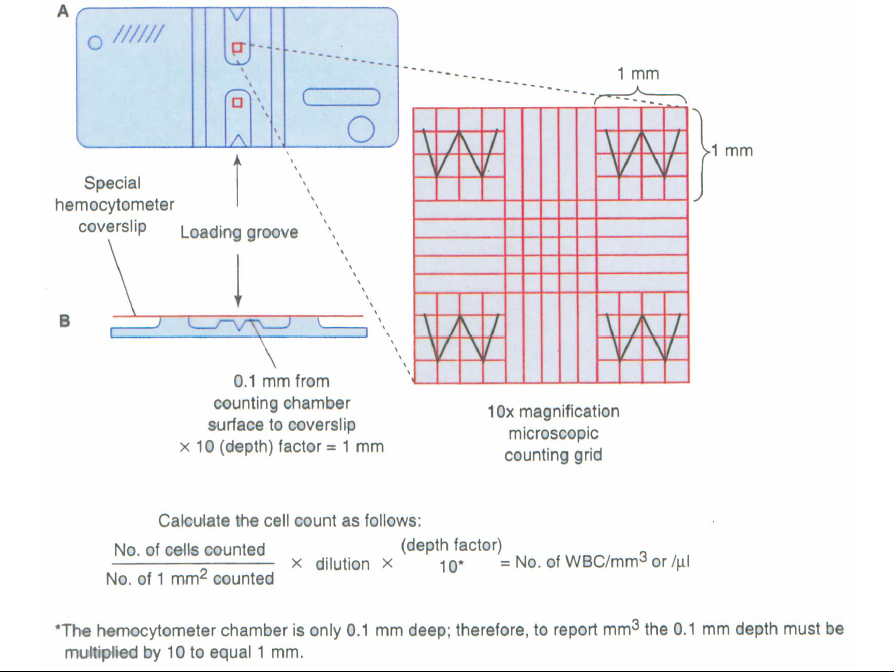 A
1 mm
1 mm
Special
hemocytometer
coverslip
Loading groove
W W
W W
B
0.1 mm from
counting chamber
surface to coverslip
× 10 (depth) factor = 1 mm
10x magnification
microscopic
counting grid
Calculate the cell count as follows:
No. of cells counted
No. of 1 mm² counted
× dilution ×
(depth factor)
10*
= No. of WBC/mm³ or /µl
*The hemocytometer chamber is only 0.1 mm deep; therefore, to report mm³ the 0.1 mm depth must be
multiplied by 10 to equal 1 mm.